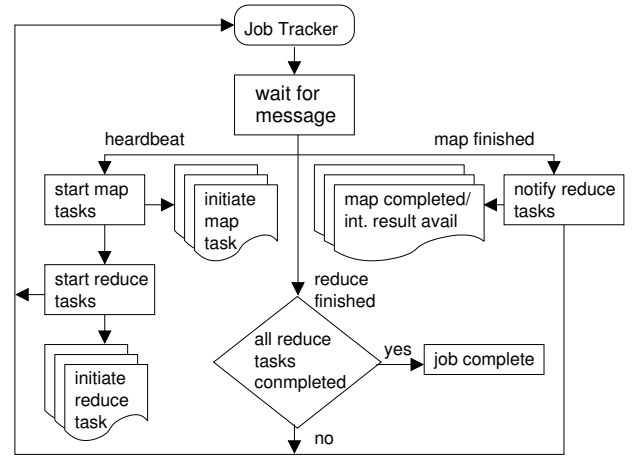 Job Tracker
wait for
message
heardbeat
map finished
start map
tasks
initiate
map
task
map completed/
int. result avail
notify reduce
tasks
start reduce
tasks
reduce
finished
all reduce
tasks
conmpleted
yes
job complete
initiate
reduce
task
no